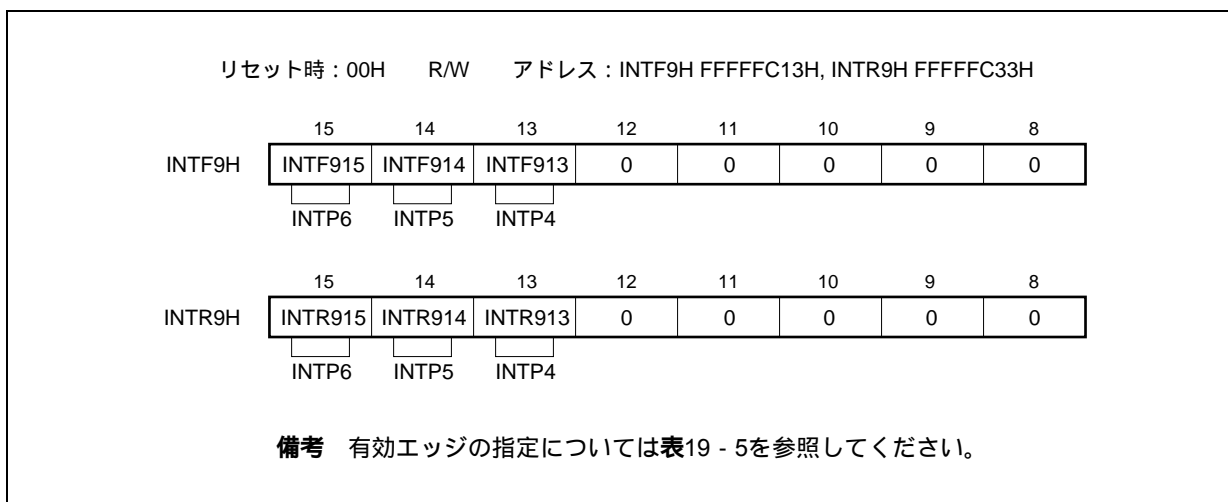 リセット時：00H　　R/W　　アドレス：INTF9H FFFFFC13H, INTR9H FFFFFC33H
15 14 13 12 11 10 9 8
INTF9H INTF915 INTF914 INTF913 0 0 0 0 0
INTP6 INTP5 INTP4
15 14 13 12 11 10 9 8
INTR9H INTR915 INTR914 INTR913 0 0 0 0 0
INTP6 INTP5 INTP4
備考　有効エッジの指定については表19 - 5を参照してください。